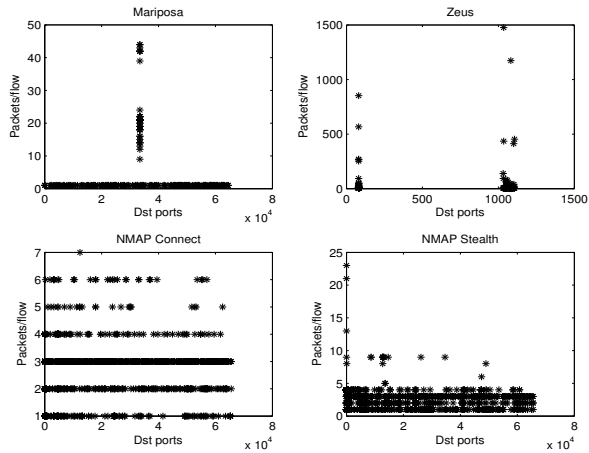 Mariposa
50
40
30
20
10
0
Packets/flow
0 2 4 6 8
Dst ports
x 10^4
Zeus
1500
1000
500
0
Packets/flow
0 500 1000 1500
Dst ports
NMAP Connect
7
6
5
4
3
2
1
Packets/flow
0 2 4 6 8
Dst ports
x 10^4
NMAP Stealth
25
20
15
10
5
0
Packets/flow
0 2 4 6 8
Dst ports
x 10^4